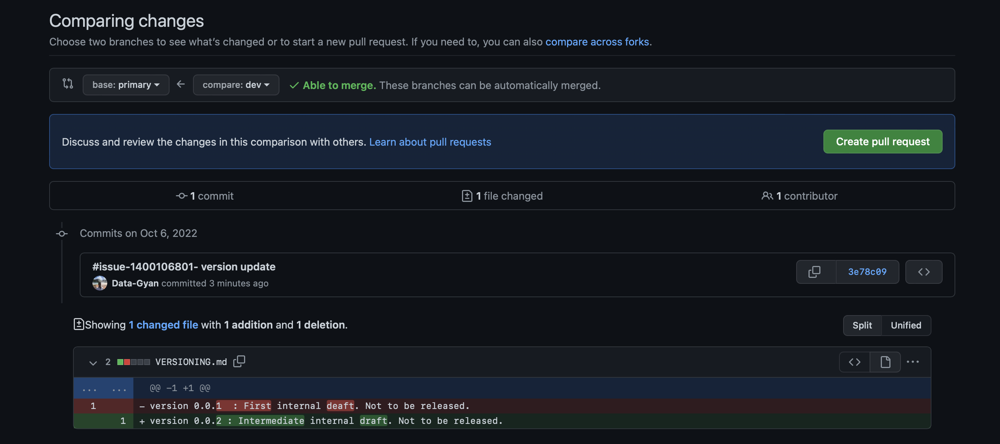 Comparing changes
Choose two branches to see what’s changed or to start a new pull request. If you need to, you can also compare across forks.
base: primary compare: dev Able to merge. These branches can be automatically merged.
Discuss and review the changes in this comparison with others. Learn about pull requests Create pull request
1 commit 1 file changed 1 contributor
Commits on Oct 6, 2022
#issue-1400106801- version update
3e78c09
Data-Gyan committed 3 minutes ago
Showing 1 changed file with 1 addition and 1 deletion. Split Unified
2 VERSIONING.md ...
... ... @@ -1 +1 @@
1 - version 0.0.1  : First internal deaft. Not to be released.
1 + version 0.0.2 : Intermediate internal draft. Not to be released.